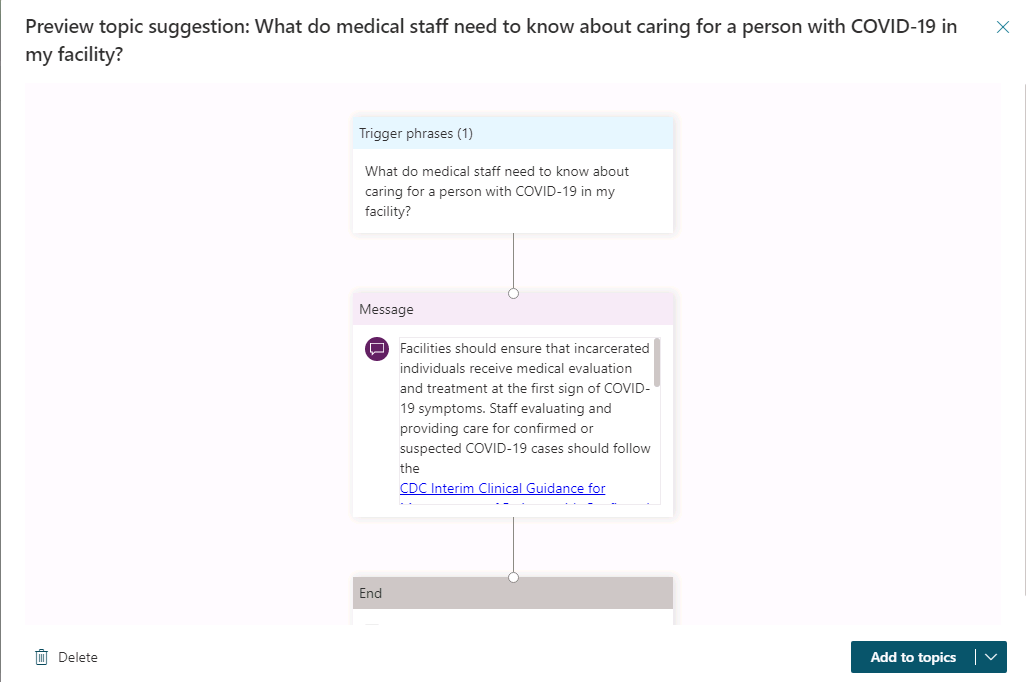 Preview topic suggestion: What do medical staff need to know about caring for a person with COVID-19 in
my facility?
Trigger phrases (1)
What do medical staff need to know about
caring for a person with COVID-19 in my
facility?
Message
Facilities should ensure that incarcerated
individuals receive medical evaluation
and treatment at the first sign of COVID-
19 symptoms. Staff evaluating and
providing care for confirmed or
suspected COVID-19 cases should follow
the
CDC Interim Clinical Guidance for
End
Delete
Add to topics